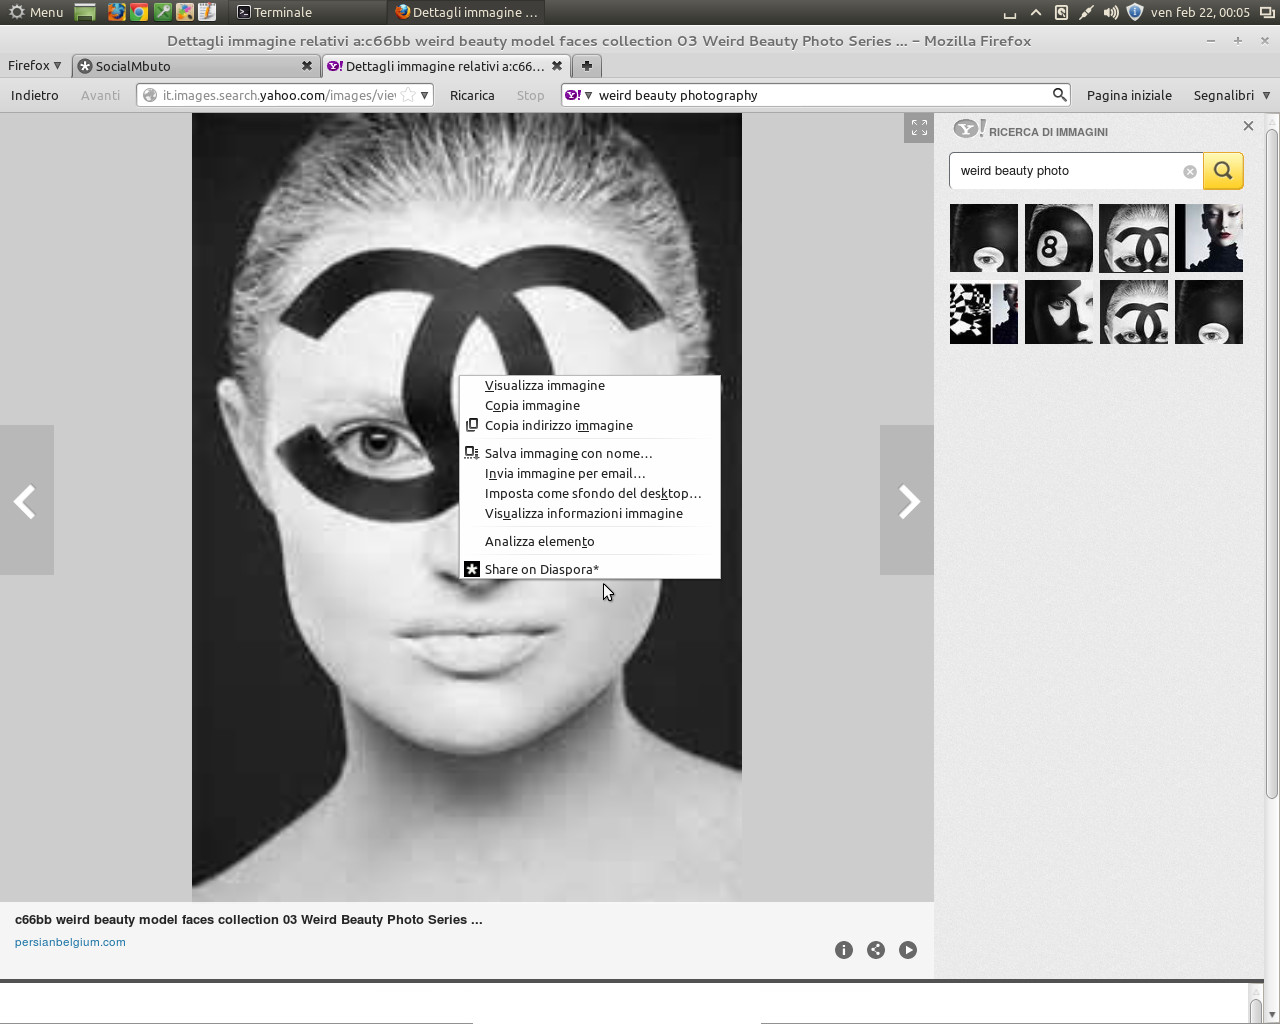 Menu
Terminale
Dettagli immagine ...
ven feb 22, 00:05
Dettagli immagine relativi a:c66bb weird beauty model faces collection 03 Weird Beauty Photo Series ... – Mozilla Firefox
Firefox
SocialMbuto
Y! Dettagli immagine relativi a:c66...
Indietro
Avanti
it.images.search.yahoo.com/images/vie
Ricarica
Stop
Y! weird beauty photography
Pagina iniziale
Segnalibri
Y! RICERCA DI IMMAGINI
weird beauty photo
8
Visualizza immagine
Copia immagine
Copia indirizzo immagine
Salva immagine con nome...
Invia immagine per email...
Imposta come sfondo del desktop...
Visualizza informazioni immagine
Analizza elemento
Share on Diaspora*
c66bb weird beauty model faces collection 03 Weird Beauty Photo Series ...
persianbelgium.com